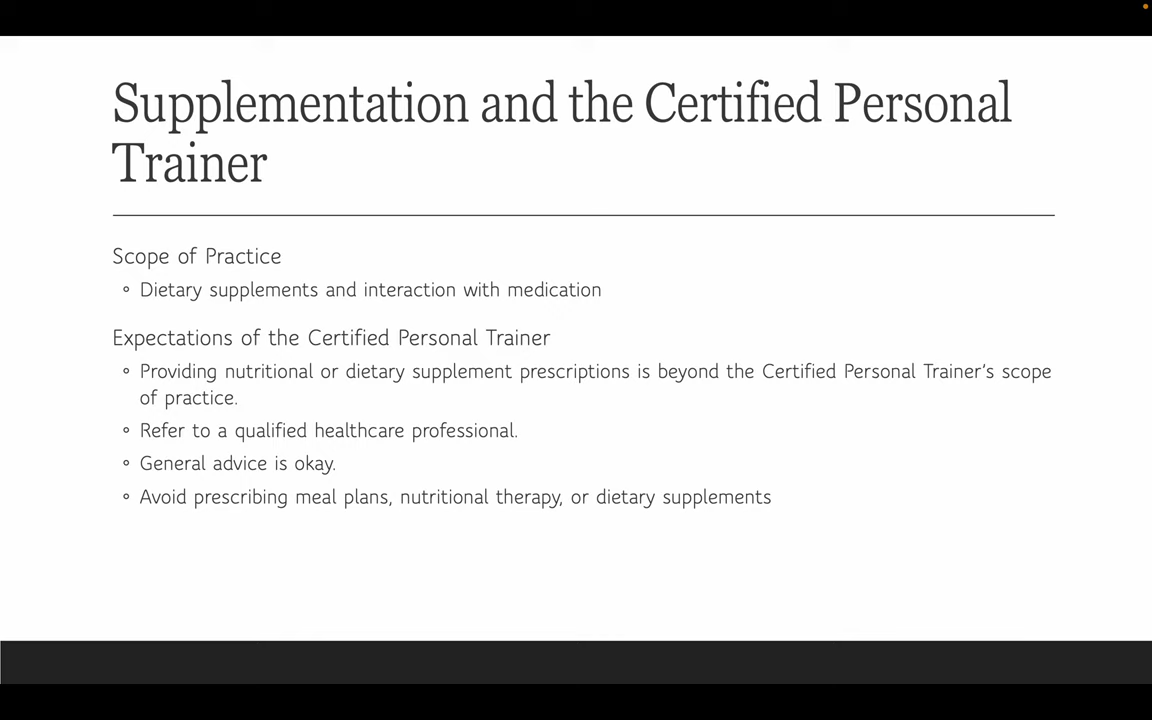 Supplementation and the Certified Personal
Trainer
Scope of Practice
◦ Dietary supplements and interaction with medication
Expectations of the Certified Personal Trainer
◦ Providing nutritional or dietary supplement prescriptions is beyond the Certified Personal Trainer's scope
of practice.
◦ Refer to a qualified healthcare professional.
◦ General advice is okay.
◦ Avoid prescribing meal plans, nutritional therapy, or dietary supplements